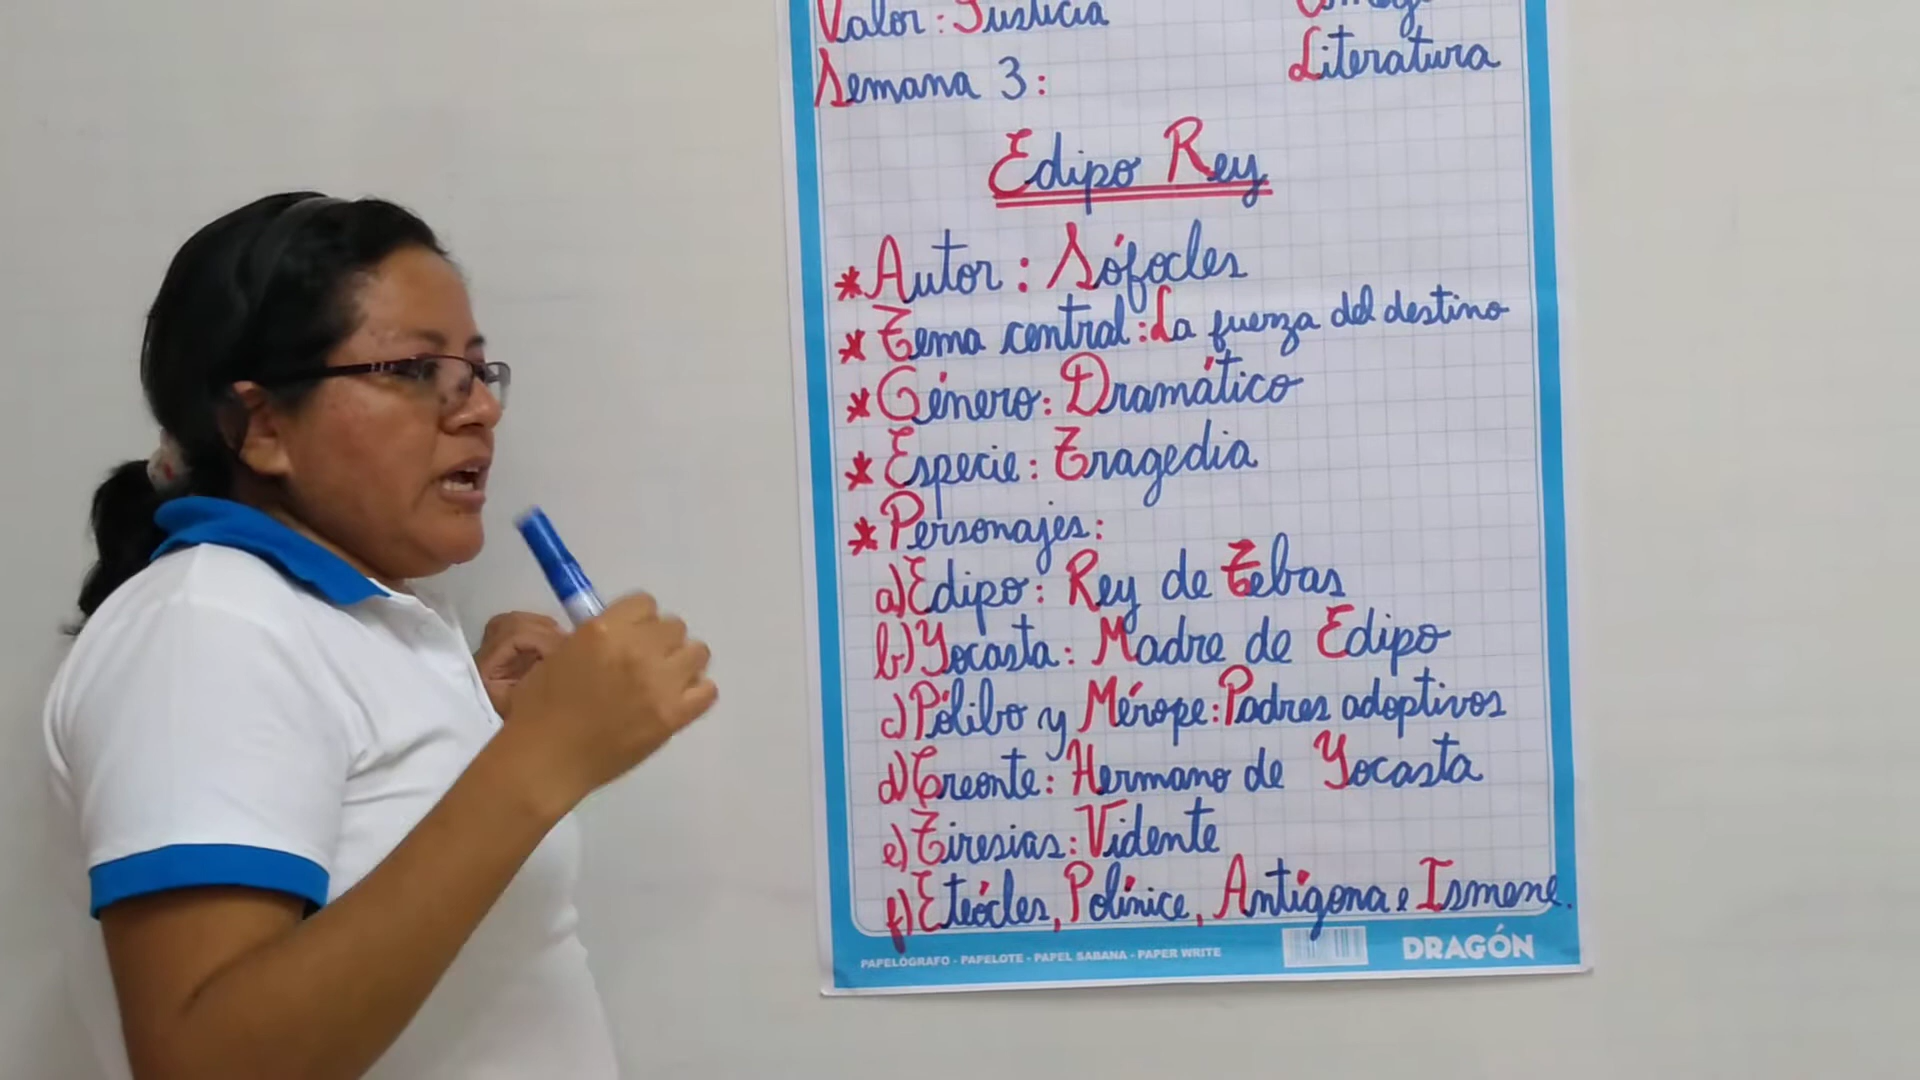 Valor: Justicia
Literatura
Semana 3:
Edipo Rey
* Autor: Sófocles
* Tema central: La fuerza del destino
* Género: Dramático
* Especie: Tragedia
* Personajes:
a) Edipo: Rey de Tebas
b) Yocasta: Madre de Edipo
c) Pólibo y Mérope: Padres adoptivos
d) Creonte: Hermano de Yocasta
e) Tiresias: Vidente
f) Eteócles, Polínice, Antígona e Ismene.
PAPELÓGRAFO - PAPELOTE - PAPEL SABANA - PAPER WRITE
DRAGÓN